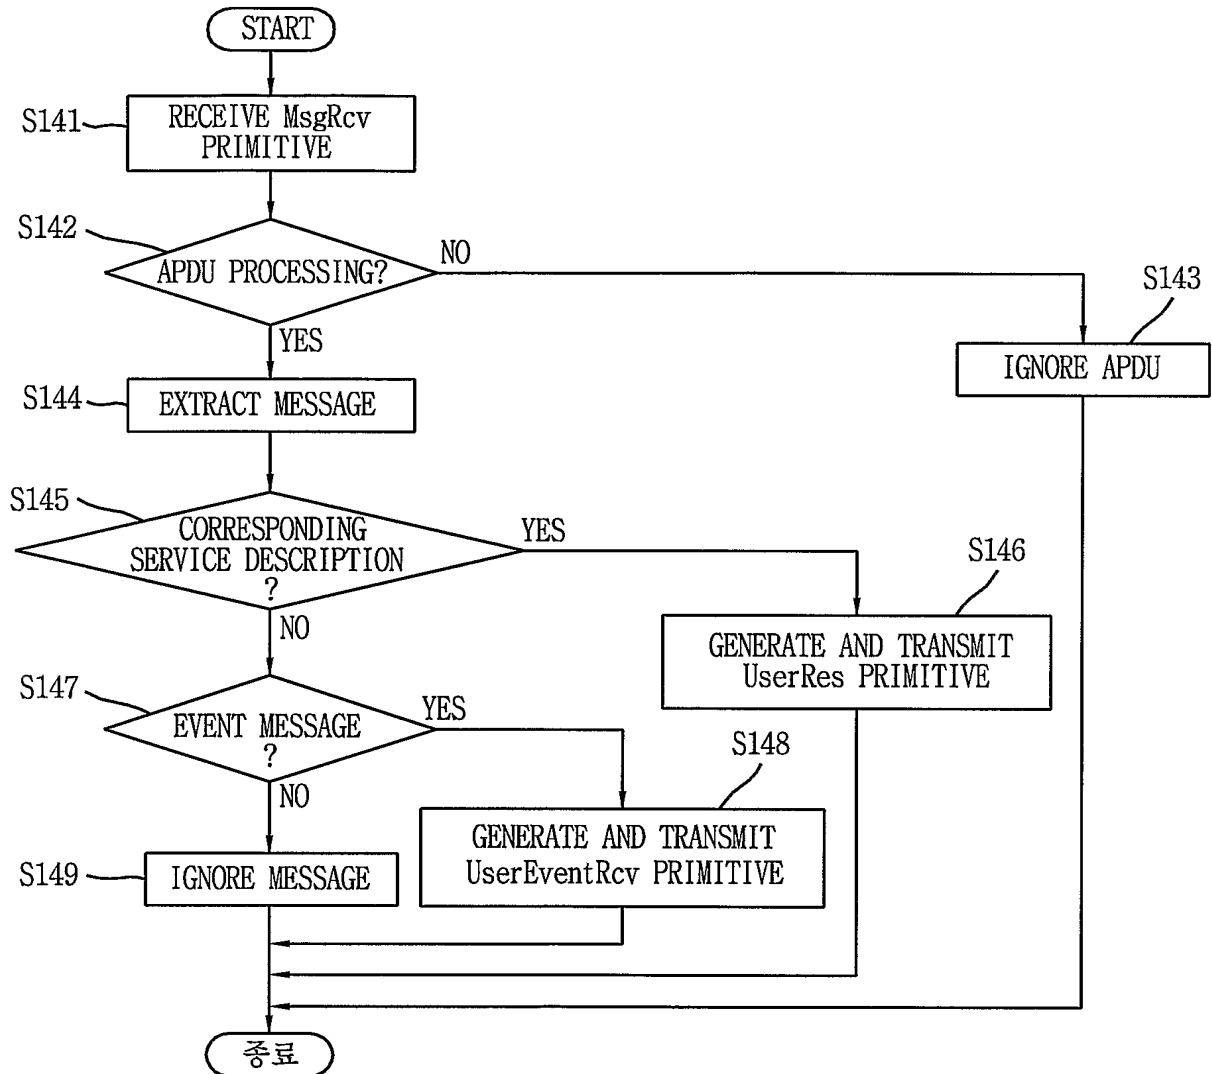 START
S141
RECEIVE MsgRcv
PRIMITIVE
S142
APDU PROCESSING?
NO
YES
S143
IGNORE APDU
S144
EXTRACT MESSAGE
S145
CORRESPONDING
SERVICE DESCRIPTION
?
YES
NO
S146
GENERATE AND TRANSMIT
UserRes PRIMITIVE
S147
EVENT MESSAGE
?
YES
NO
S148
GENERATE AND TRANSMIT
UserEventRcv PRIMITIVE
S149
IGNORE MESSAGE
종료